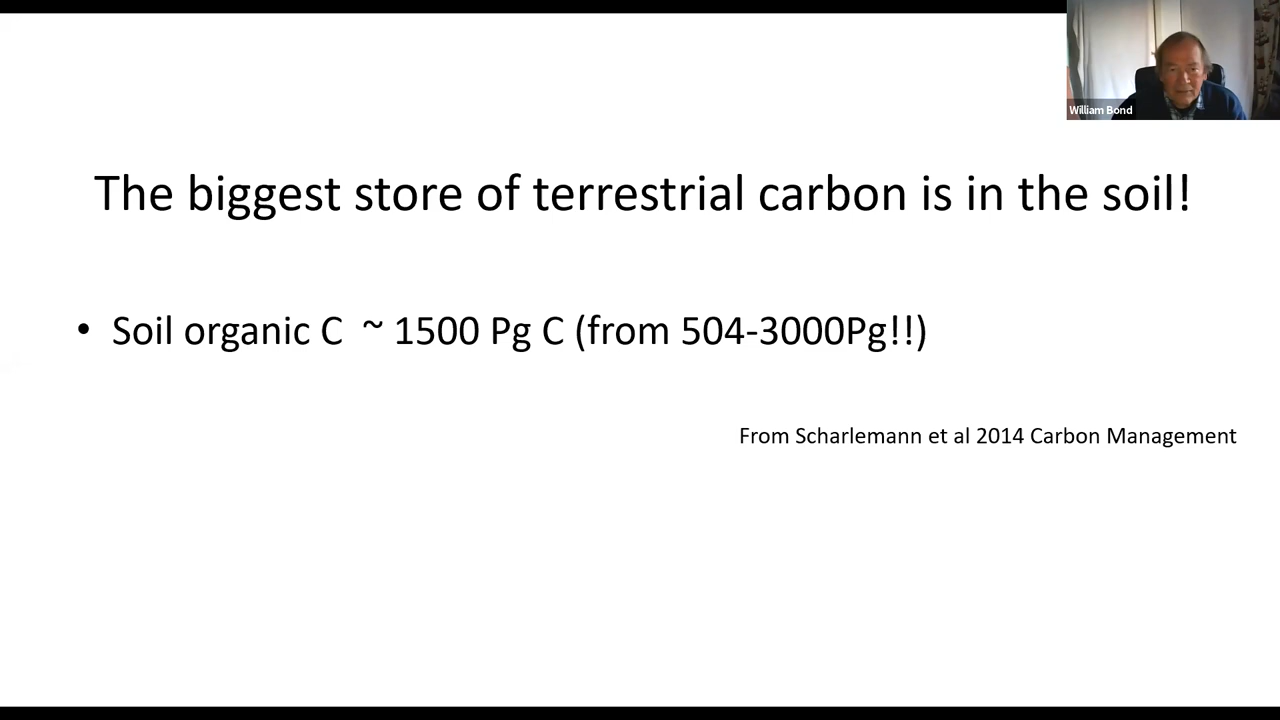 William Bond
The biggest store of terrestrial carbon is in the soil!
• Soil organic C ~ 1500 Pg C (from 504-3000Pg!!)
From Scharlemann et al 2014 Carbon Management